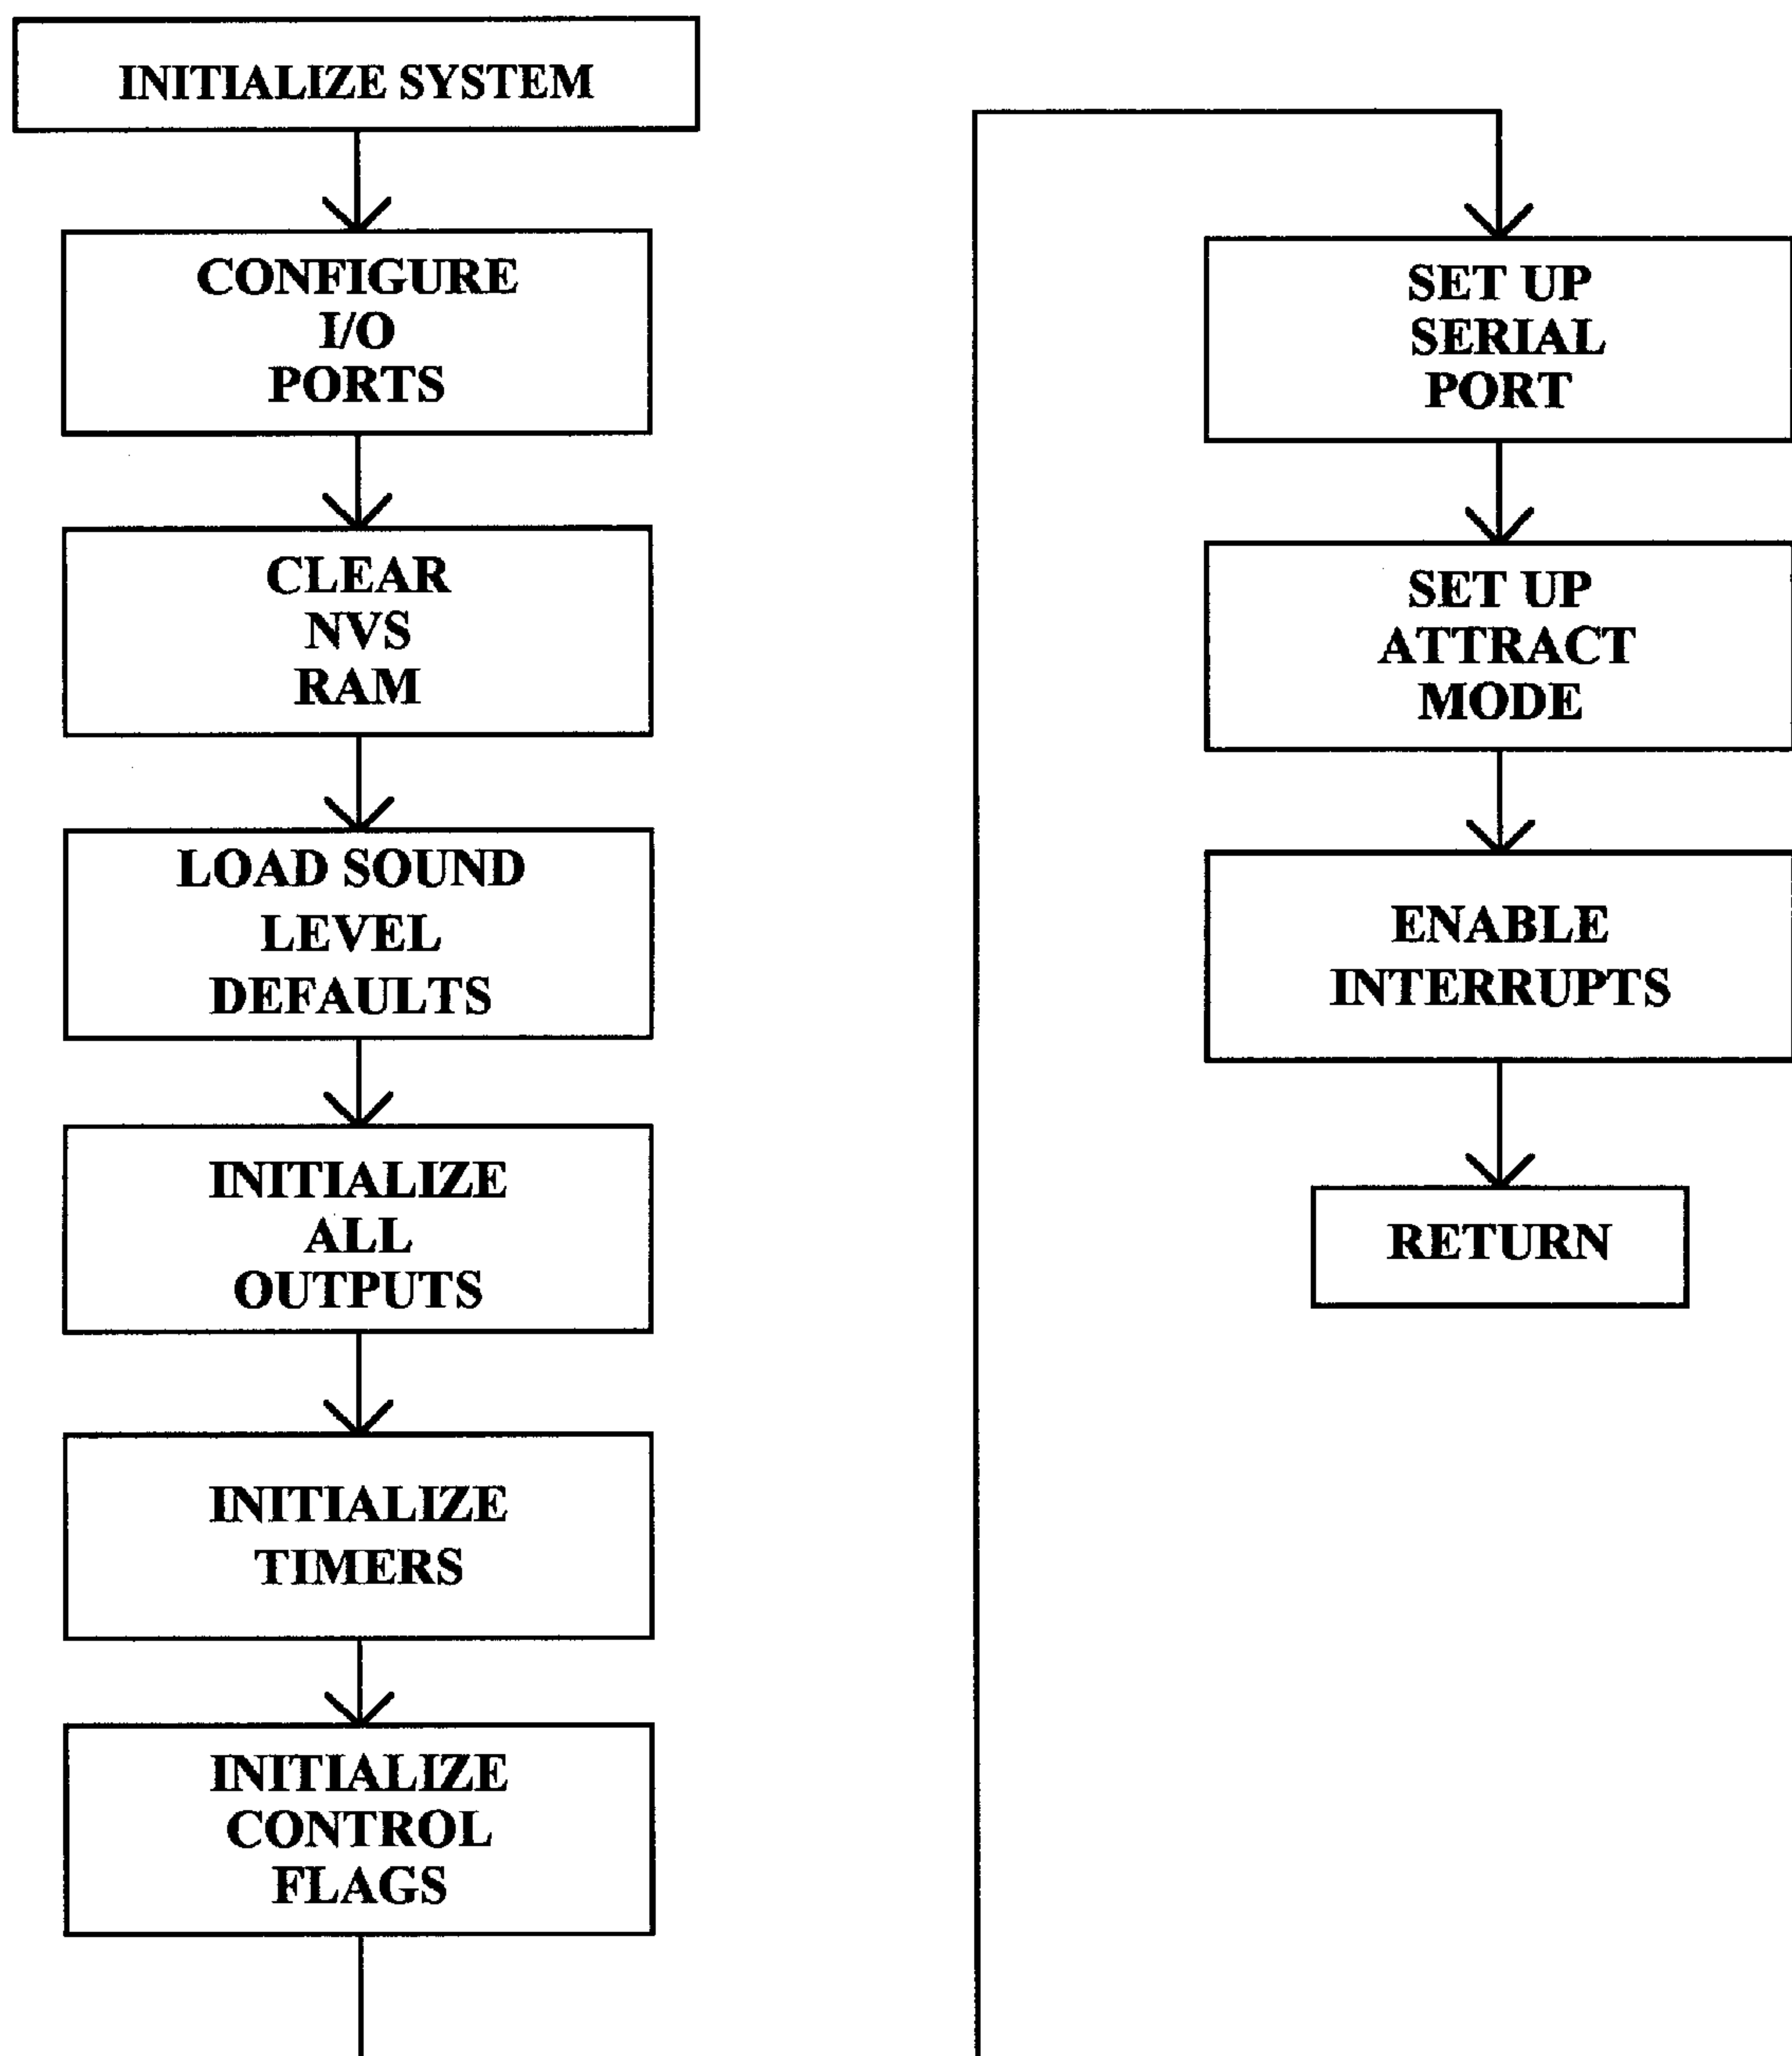 INITIALIZE SYSTEM
CONFIGURE
I/O
PORTS
CLEAR
NVS
RAM
LOAD SOUND
LEVEL
DEFAULTS
INITIALIZE
ALL
OUTPUTS
INITIALIZE
TIMERS
INITIALIZE
CONTROL
FLAGS
SET UP
SERIAL
PORT
SET UP
ATTRACT
MODE
ENABLE
INTERRUPTS
RETURN